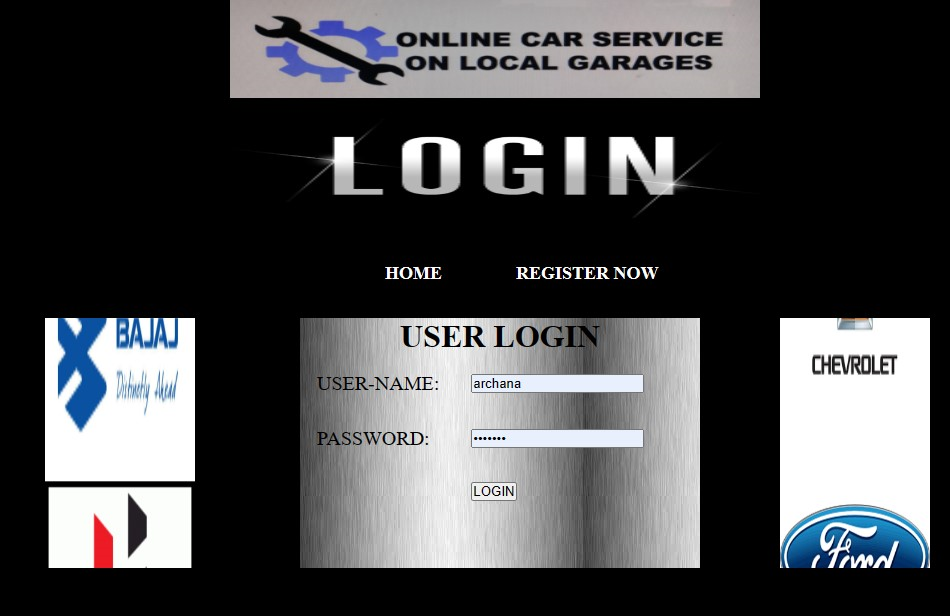 ONLINE CAR SERVICE
ON LOCAL GARAGES
LOGIN
HOME
REGISTER NOW
BAJAJ
Distinctly Ahead
USER LOGIN
USER-NAME:
archana
PASSWORD:
•••••••
LOGIN
CHEVROLET
Ford